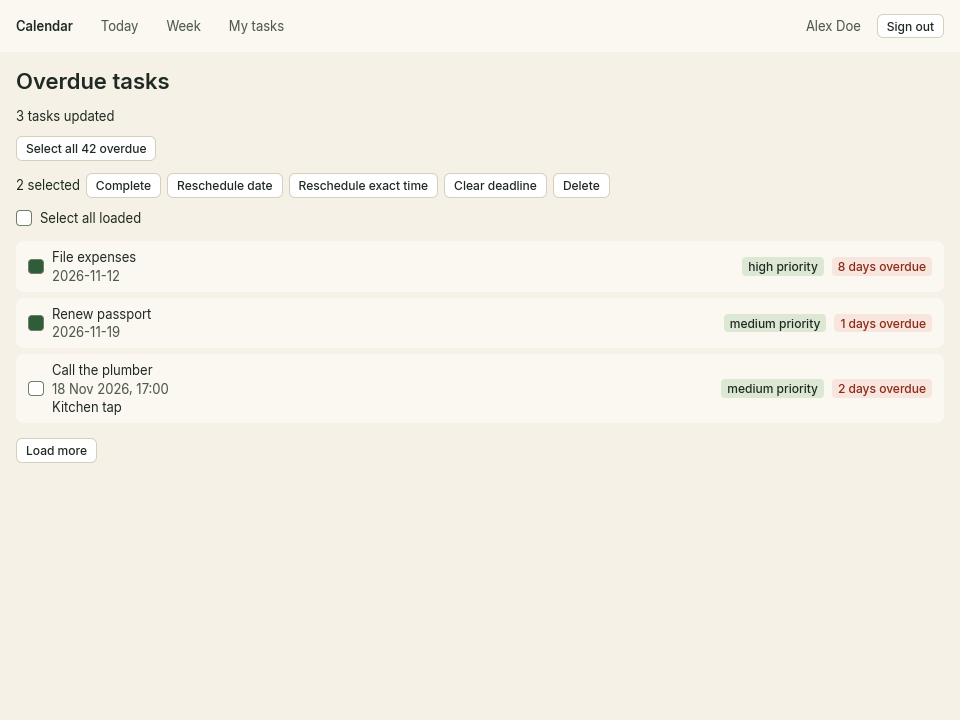 Calendar Today Week My tasks Alex Doe Sign out
Overdue tasks
3 tasks updated
Select all 42 overdue
2 selected Complete Reschedule date Reschedule exact time Clear deadline Delete
Select all loaded
File expenses
2026-11-12
high priority 8 days overdue
Renew passport
2026-11-19
medium priority 1 days overdue
Call the plumber
18 Nov 2026, 17:00
Kitchen tap
medium priority 2 days overdue
Load more